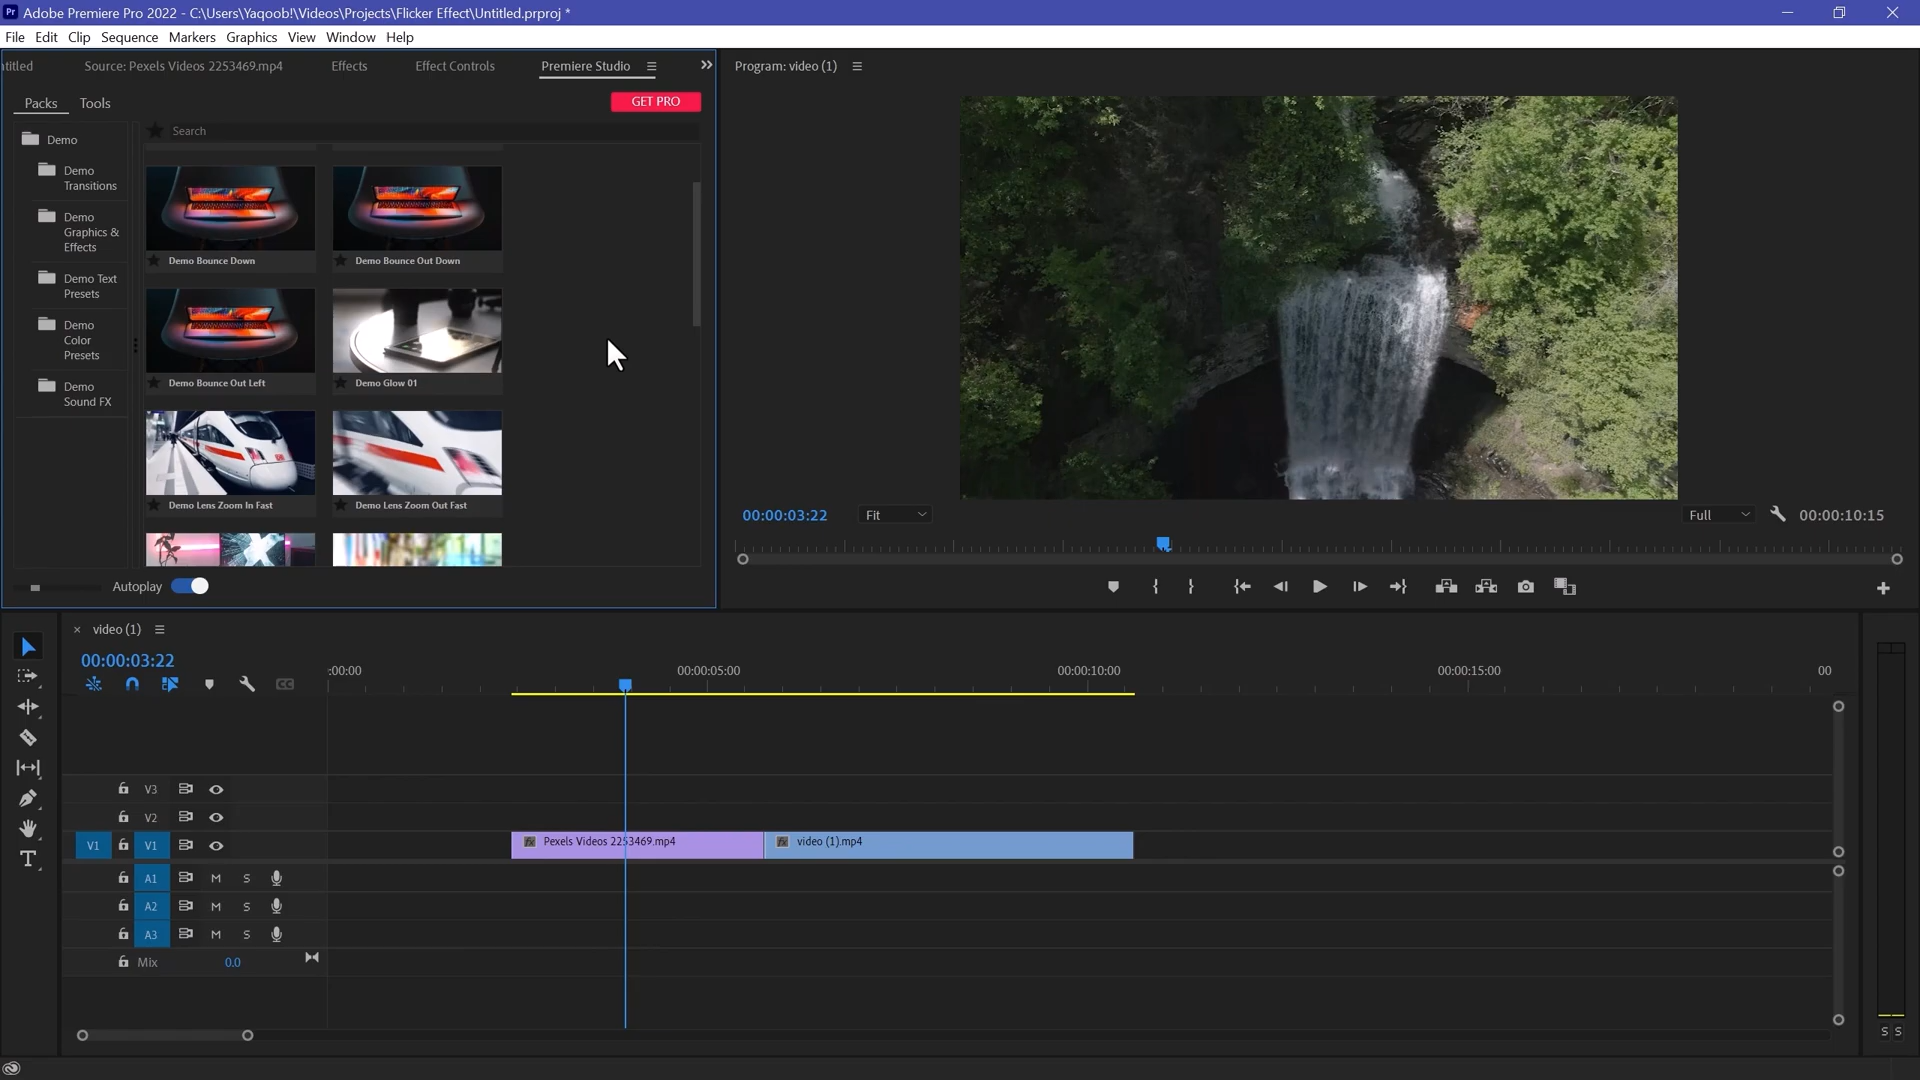 Pr Adobe Premiere Pro 2022 - C:\Users\Yaqoob!\Videos\Projects\Flicker Effect\Untitled.prproj *
File Edit Clip Sequence Markers Graphics View Window Help
ntitled Source: Pexels Videos 2253469.mp4 Effects Effect Controls Premiere Studio
Program: video (1)
Packs Tools GET PRO
Search
Demo
Demo
Transitions
Demo
Graphics &
Effects
Demo Text
Presets
Demo
Color
Presets
Demo
Sound FX
Demo Bounce Down Demo Bounce Out Down
Demo Bounce Out Left Demo Glow 01
Demo Lens Zoom In Fast Demo Lens Zoom Out Fast
Autoplay
00:00:03:22 Fit Full 00:00:10:15
× video (1)
00:00:03:22
:00:00 00:00:05:00 00:00:10:00 00:00:15:00 00
CC
V3
V2
V1 V1 fx Pexels Videos 2253469.mp4 fx video (1).mp4
A1 M S
A2 M S
A3 M S
Mix 0.0
S S